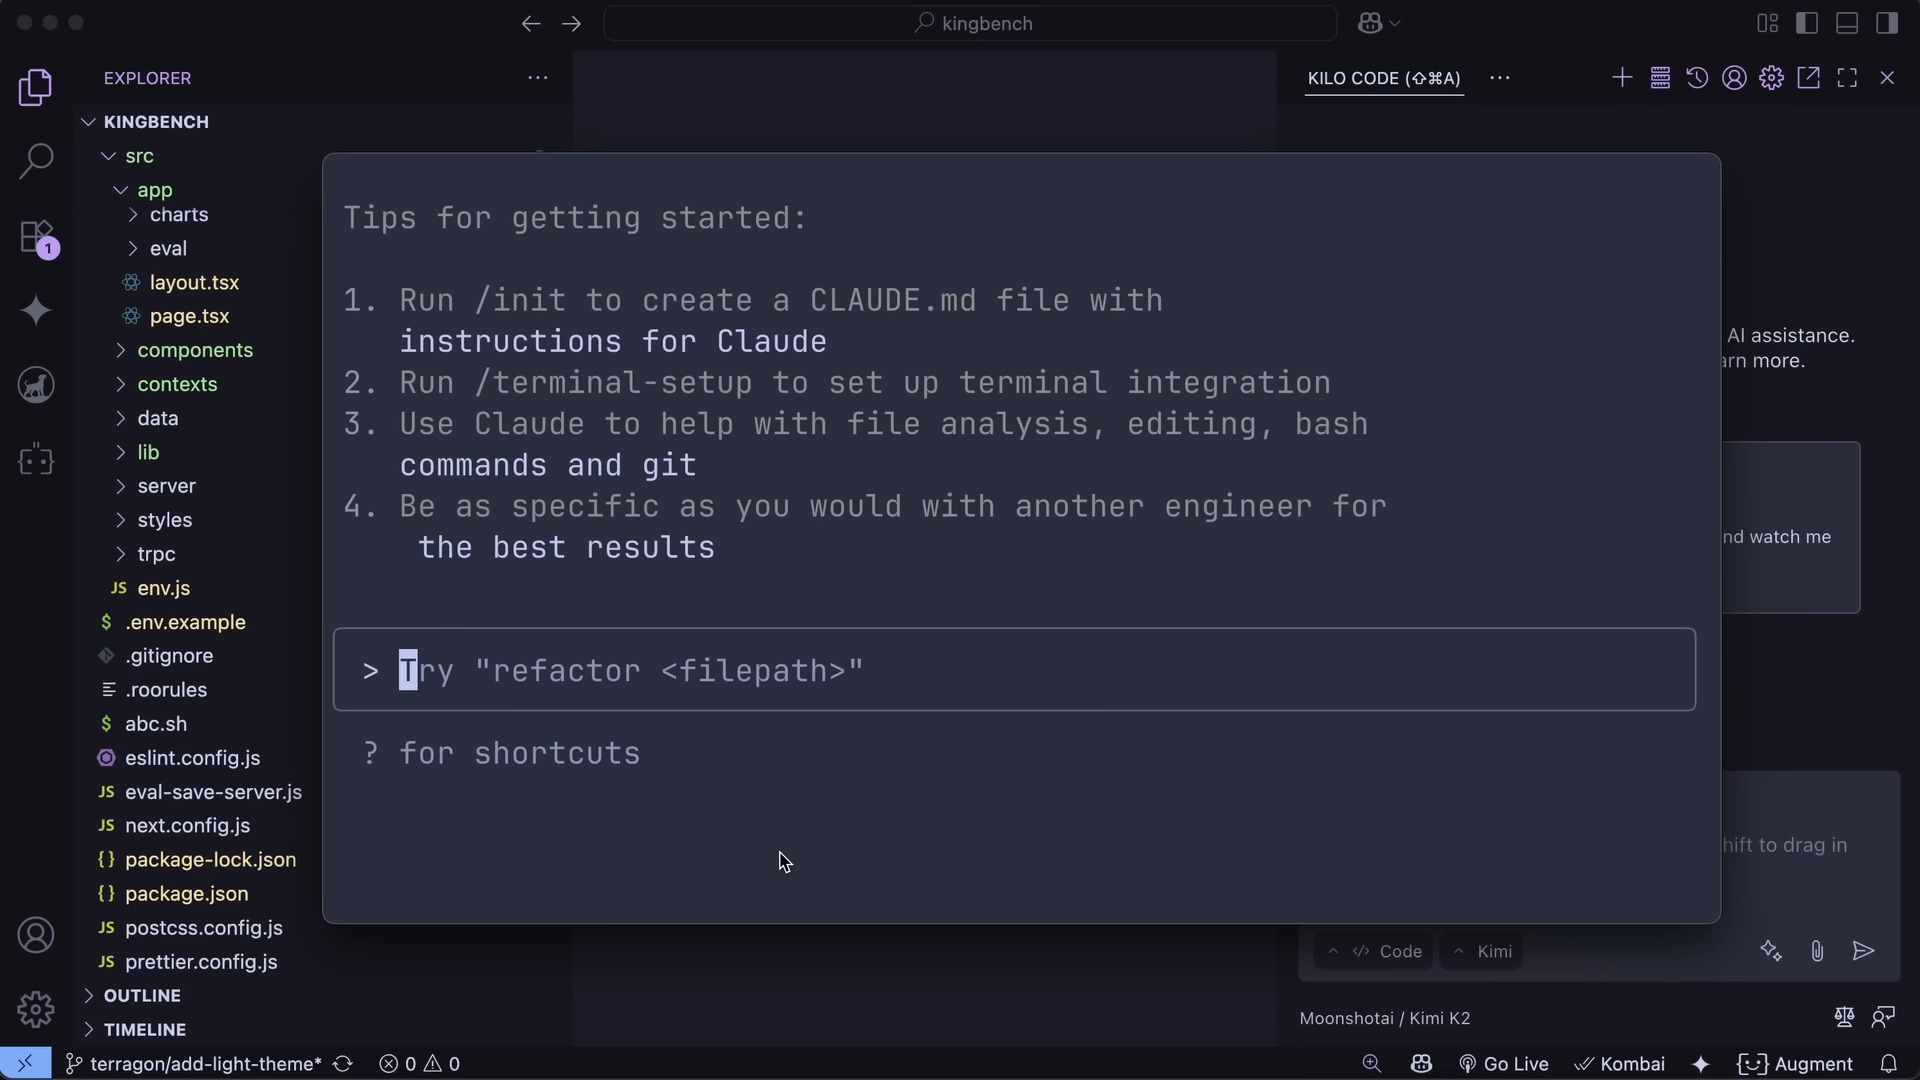 kingbench
EXPLORER
KINGBENCH
src
app
charts
eval
layout.tsx
page.tsx
components
contexts
data
lib
server
styles
trpc
JS env.js
$ .env.example
.gitignore
.roorules
$ abc.sh
eslint.config.js
JS eval-save-server.js
JS next.config.js
{} package-lock.json
{} package.json
JS postcss.config.js
JS prettier.config.js
OUTLINE
TIMELINE
1
Tips for getting started:
1. Run /init to create a CLAUDE.md file with
instructions for Claude
2. Run /terminal-setup to set up terminal integration
3. Use Claude to help with file analysis, editing, bash
commands and git
4. Be as specific as you would with another engineer for
the best results
> Try "refactor <filepath>"
? for shortcuts
KILO CODE (⇧⌘A)
AI assistance.
arn more.
nd watch me
hift to drag in
</> Code
Kimi
Moonshotai / Kimi K2
terragon/add-light-theme*
0
0
Go Live
Kombai
Augment